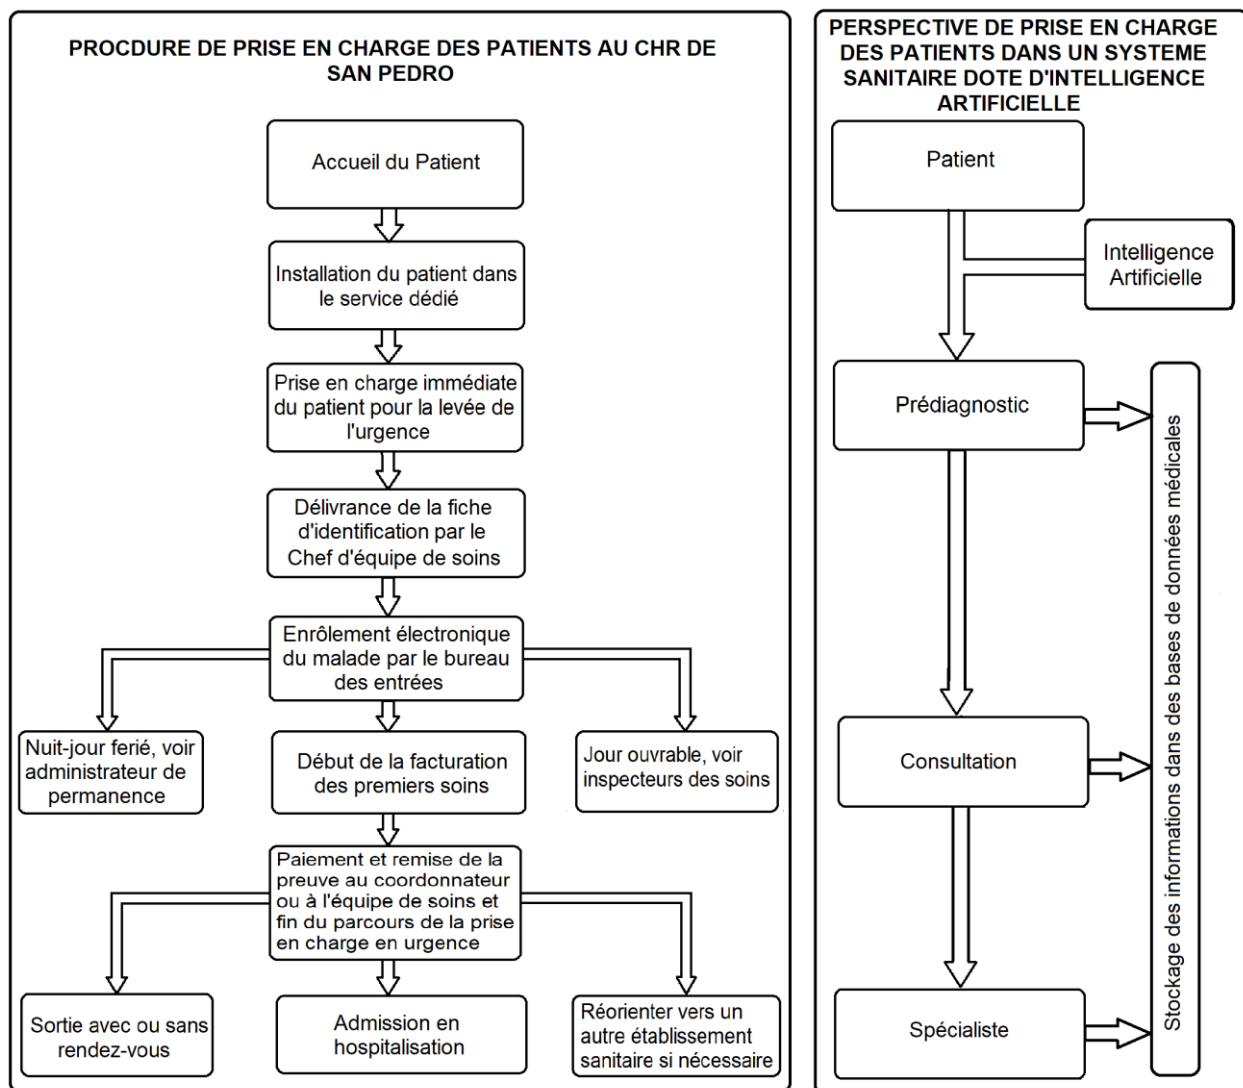 PROCDURE DE PRISE EN CHARGE DES PATIENTS AU CHR DE
SAN PEDRO
Accueil du Patient
Installation du patient dans
le service dédié
Prise en charge immédiate
du patient pour la levée de
l'urgence
Délivrance de la fiche
d'identification par le
Chef d'équipe de soins
Enrôlement électronique
du malade par le bureau
des entrées
Nuit-jour ferié, voir
administrateur de
permanence
Début de la facturation
des premiers soins
Jour ouvrable, voir
inspecteurs des soins
Paiement et remise de la
preuve au coordonnateur
ou à l'équipe de soins et
fin du parcours de la prise
en charge en urgence
Sortie avec ou sans
rendez-vous
Admission en
hospitalisation
Réorienter vers un
autre établissement
sanitaire si nécessaire
PERSPECTIVE DE PRISE EN CHARGE
DES PATIENTS DANS UN SYSTEME
SANITAIRE DOTE D'INTELLIGENCE
ARTIFICIELLE
Patient
Intelligence
Artificielle
Prédiagnostic
Consultation
Spécialiste
Stockage des informations dans des bases de données médicales